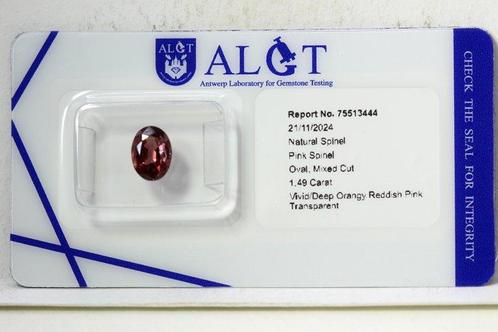 ALGT
ALGT
Antwerp Laboratory for Gemstone Testing
Report No. 75513444
21/11/2024
Natural Spinel
Pink Spinel
Oval, Mixed Cut
1,49 Carat
Vivid/Deep Orangy Reddish Pink
Transparent
CHECK THE SEAL FOR INTEGRITY